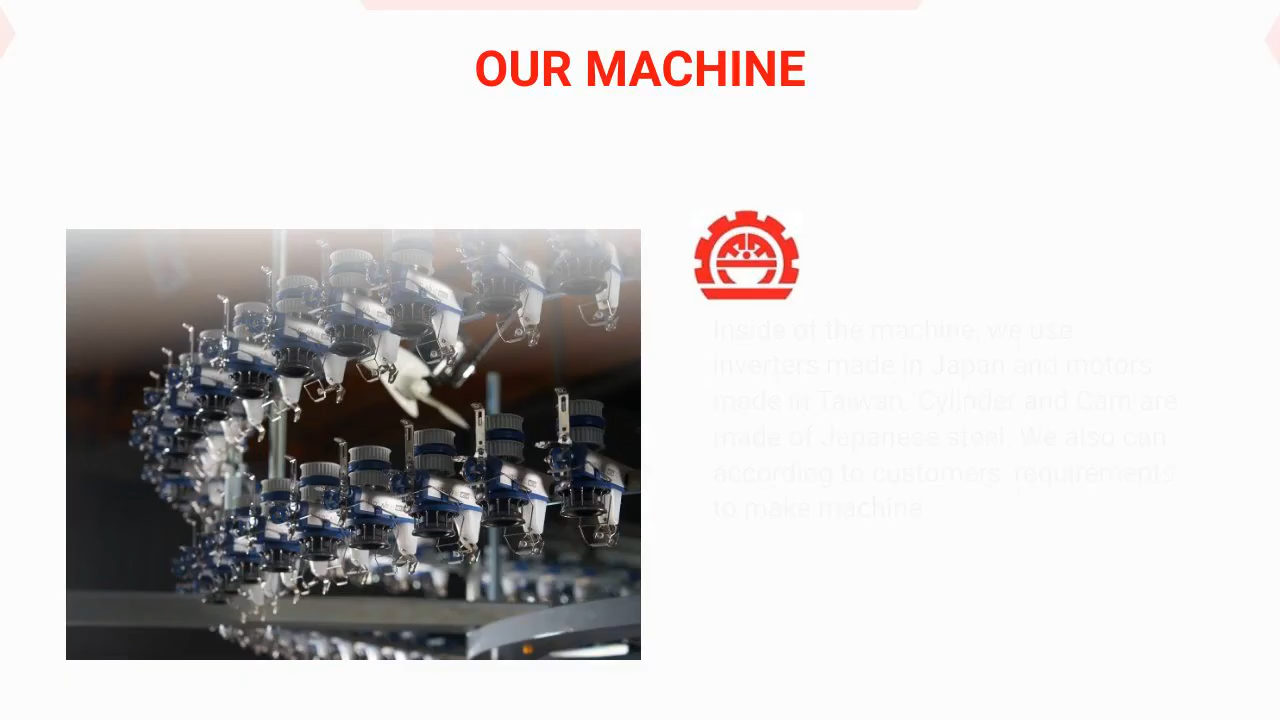 OUR MACHINE
Inside of the machine, we use
inverters made in Japan and motors
made in Taiwan. Cylinder and Cam are
made of Japanese steel. We also can
according to customers' requirements
to make machine